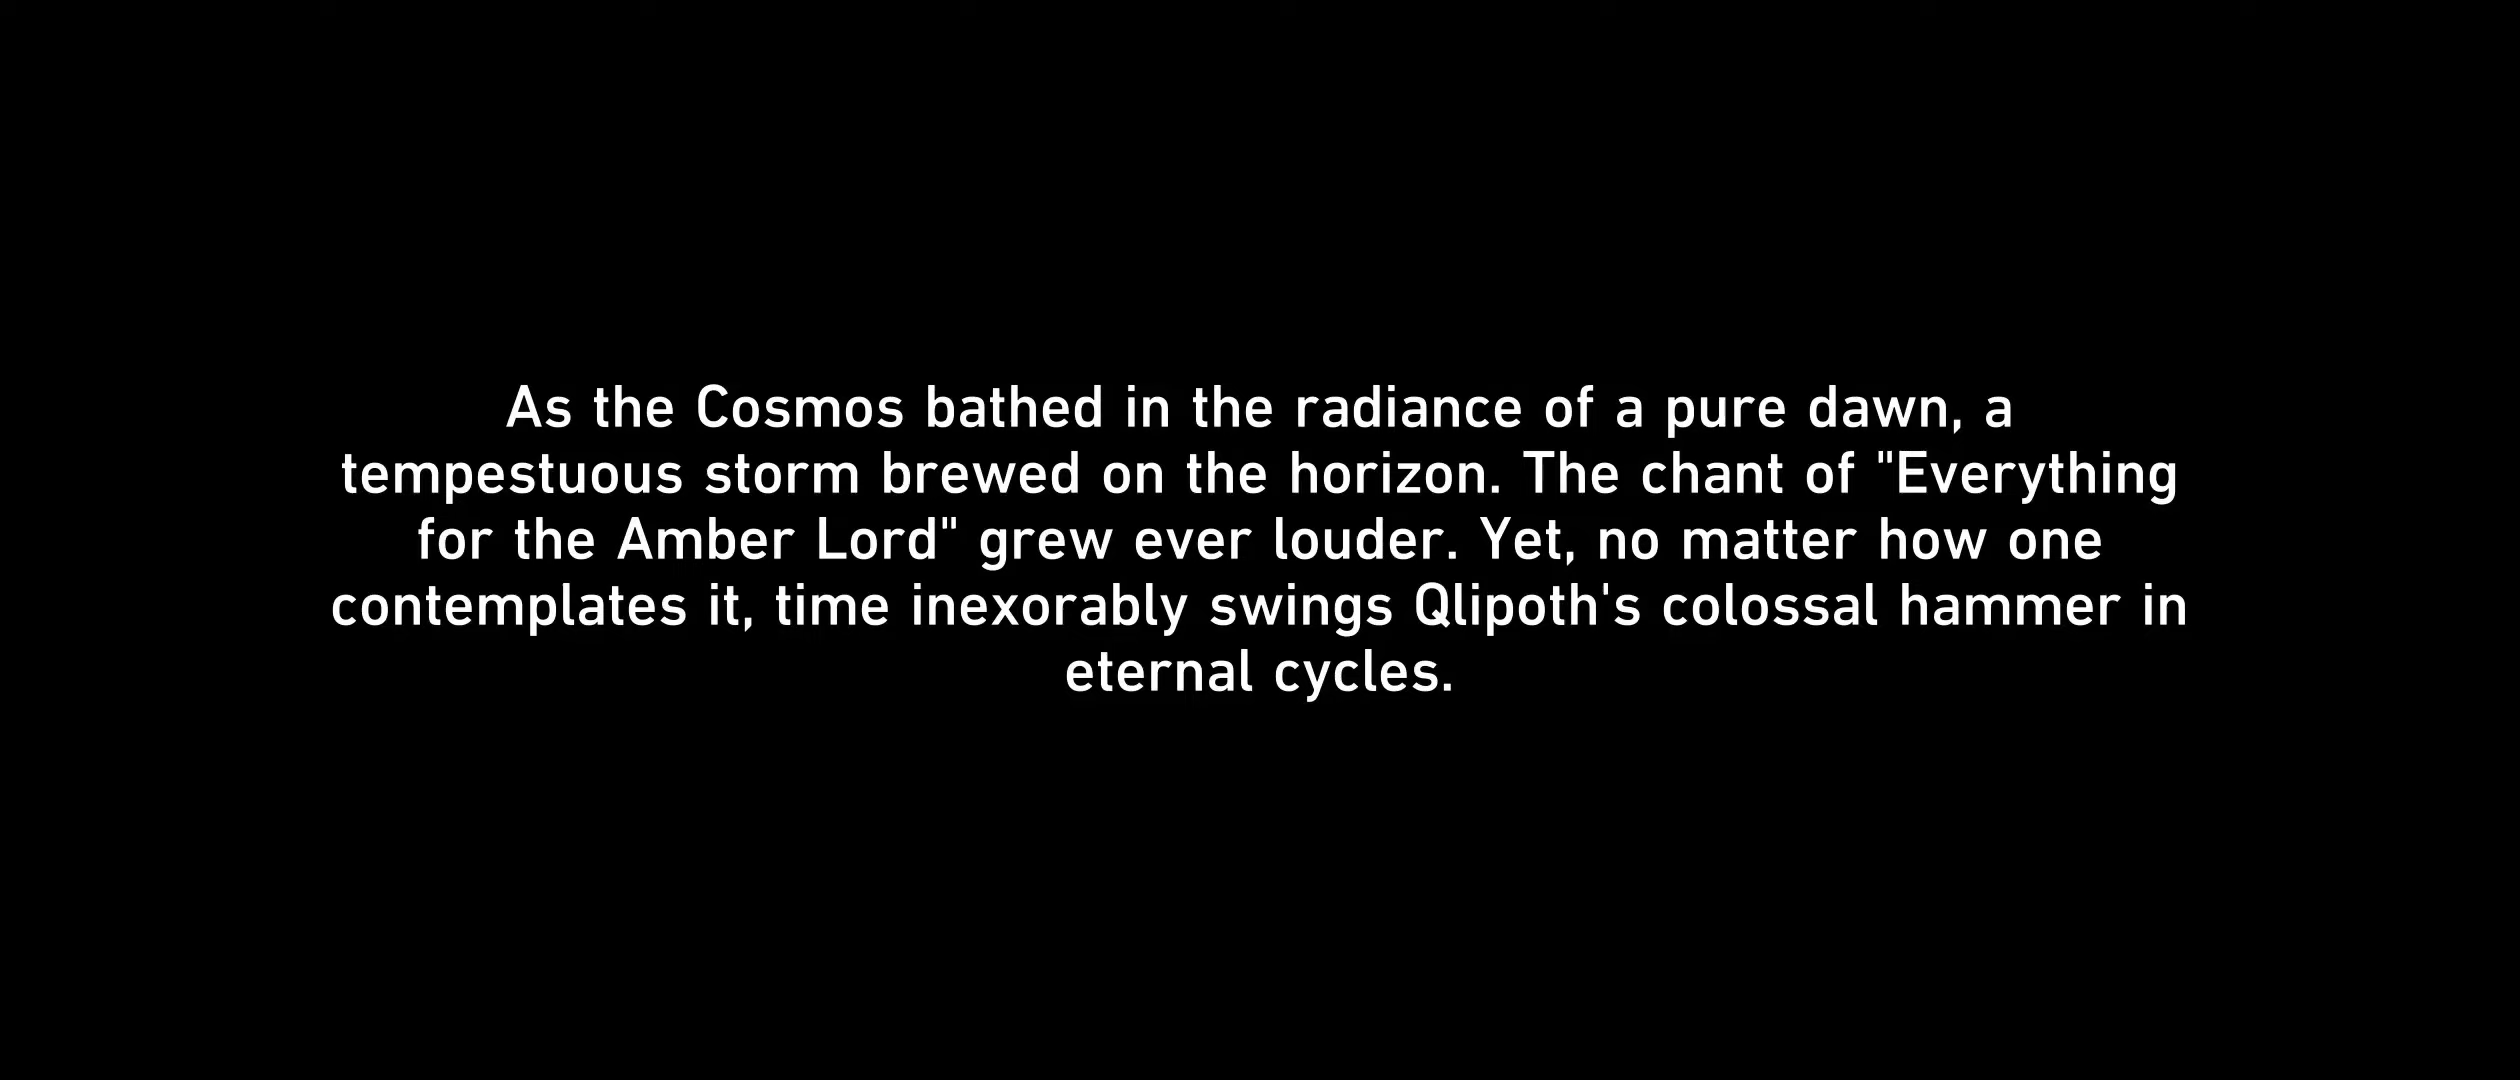 As the Cosmos bathed in the radiance of a pure dawn, a
tempestuous storm brewed on the horizon. The chant of "Everything
for the Amber Lord" grew ever louder. Yet, no matter how one
contemplates it, time inexorably swings Qlipoth's colossal hammer in
eternal cycles.